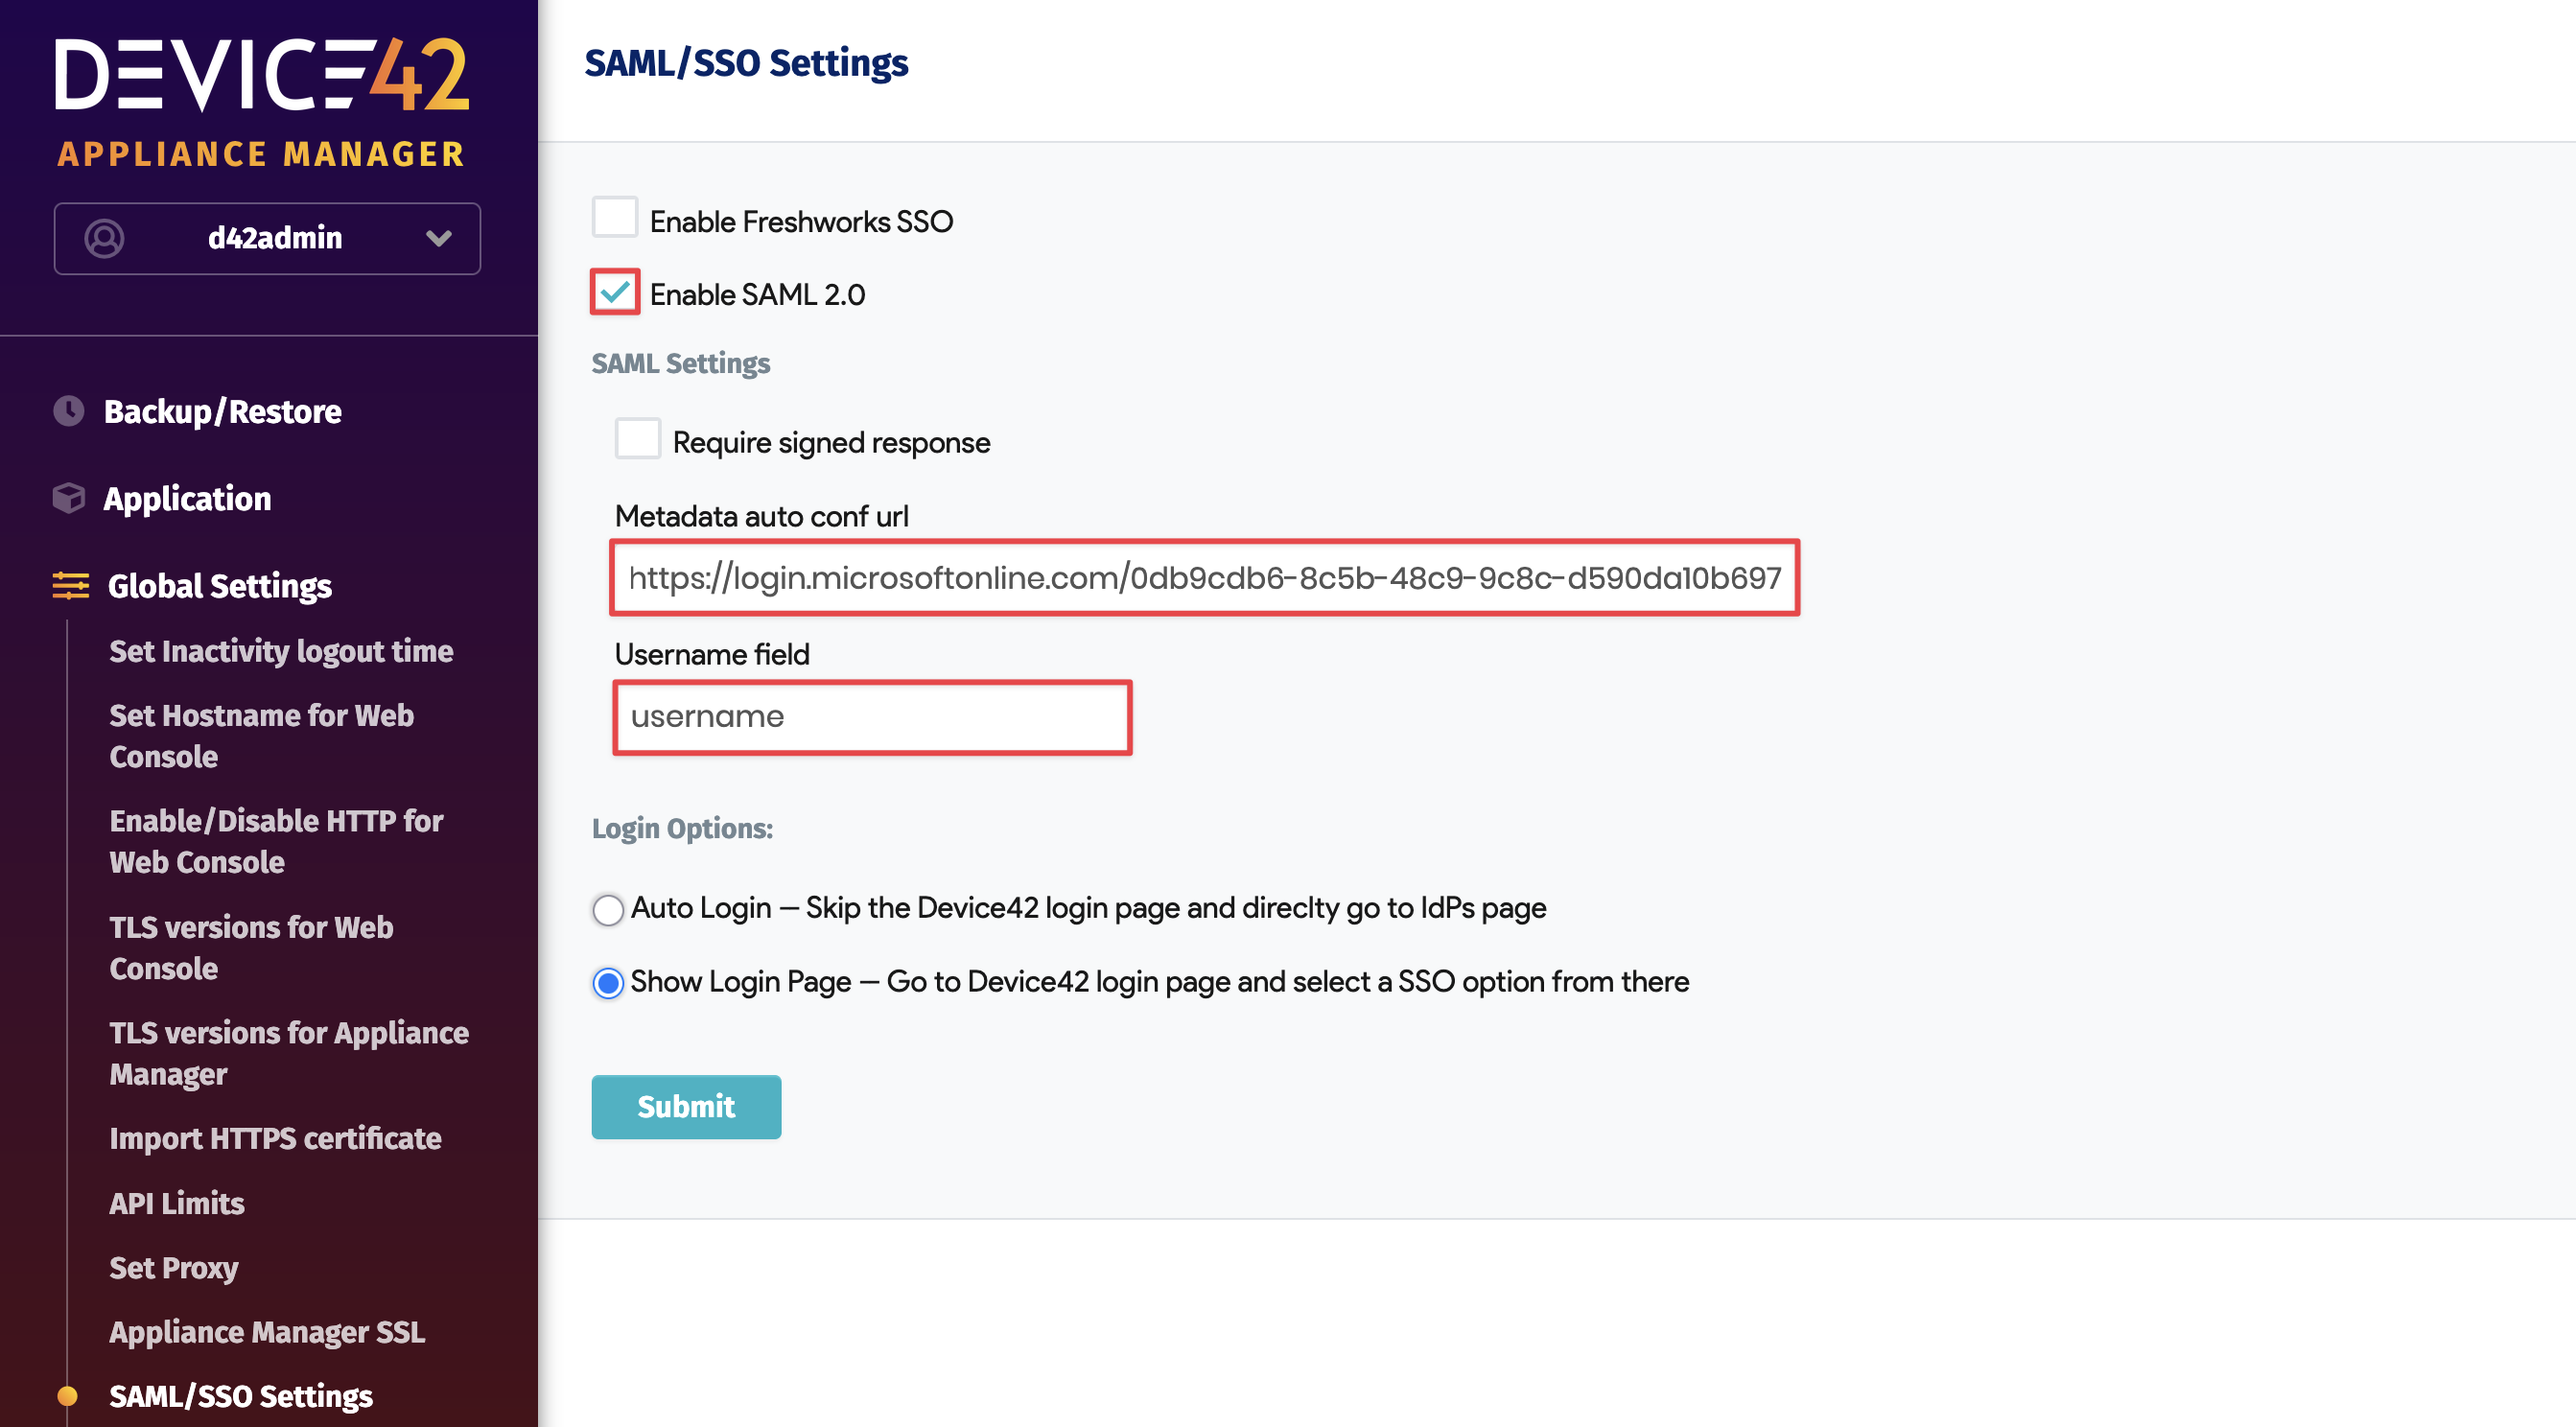 DEVICE42
APPLIANCE MANAGER
d42admin
Backup/Restore
Application
Global Settings
Set Inactivity logout time
Set Hostname for Web
Console
Enable/Disable HTTP for
Web Console
TLS versions for Web
Console
TLS versions for Appliance
Manager
Import HTTPS certificate
API Limits
Set Proxy
Appliance Manager SSL
SAML/SSO Settings
SAML/SSO Settings
Enable Freshworks SSO
Enable SAML 2.0
SAML Settings
Require signed response
Metadata auto conf url
https://login.microsoftonline.com/0db9cdb6-8c5b-48c9-9c8c-d590da10b697
Username field
username
Login Options:
Auto Login — Skip the Device42 login page and direclty go to IdPs page
Show Login Page — Go to Device42 login page and select a SSO option from there
Submit